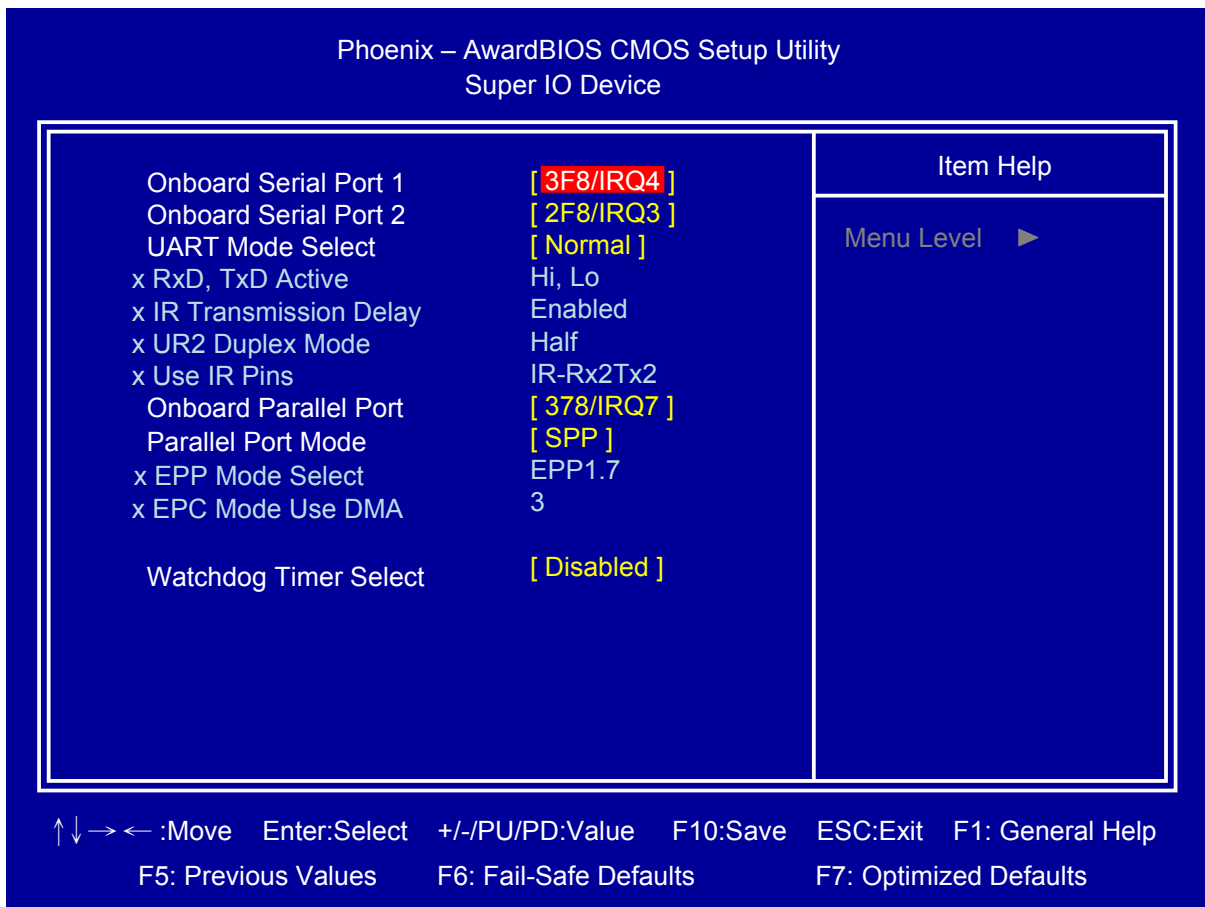 Phoenix – AwardBIOS CMOS Setup Utility
Super IO Device
Onboard Serial Port 1 [ 3F8/IRQ4 ]
Onboard Serial Port 2 [ 2F8/IRQ3 ]
UART Mode Select [ Normal ]
x RxD, TxD Active Hi, Lo
x IR Transmission Delay Enabled
x UR2 Duplex Mode Half
x Use IR Pins IR-Rx2Tx2
Onboard Parallel Port [ 378/IRQ7 ]
Parallel Port Mode [ SPP ]
x EPP Mode Select EPP1.7
x EPC Mode Use DMA 3
Watchdog Timer Select [ Disabled ]
Item Help
Menu Level ►
↑↓→← :Move Enter:Select +/-/PU/PD:Value F10:Save ESC:Exit F1: General Help
F5: Previous Values F6: Fail-Safe Defaults F7: Optimized Defaults